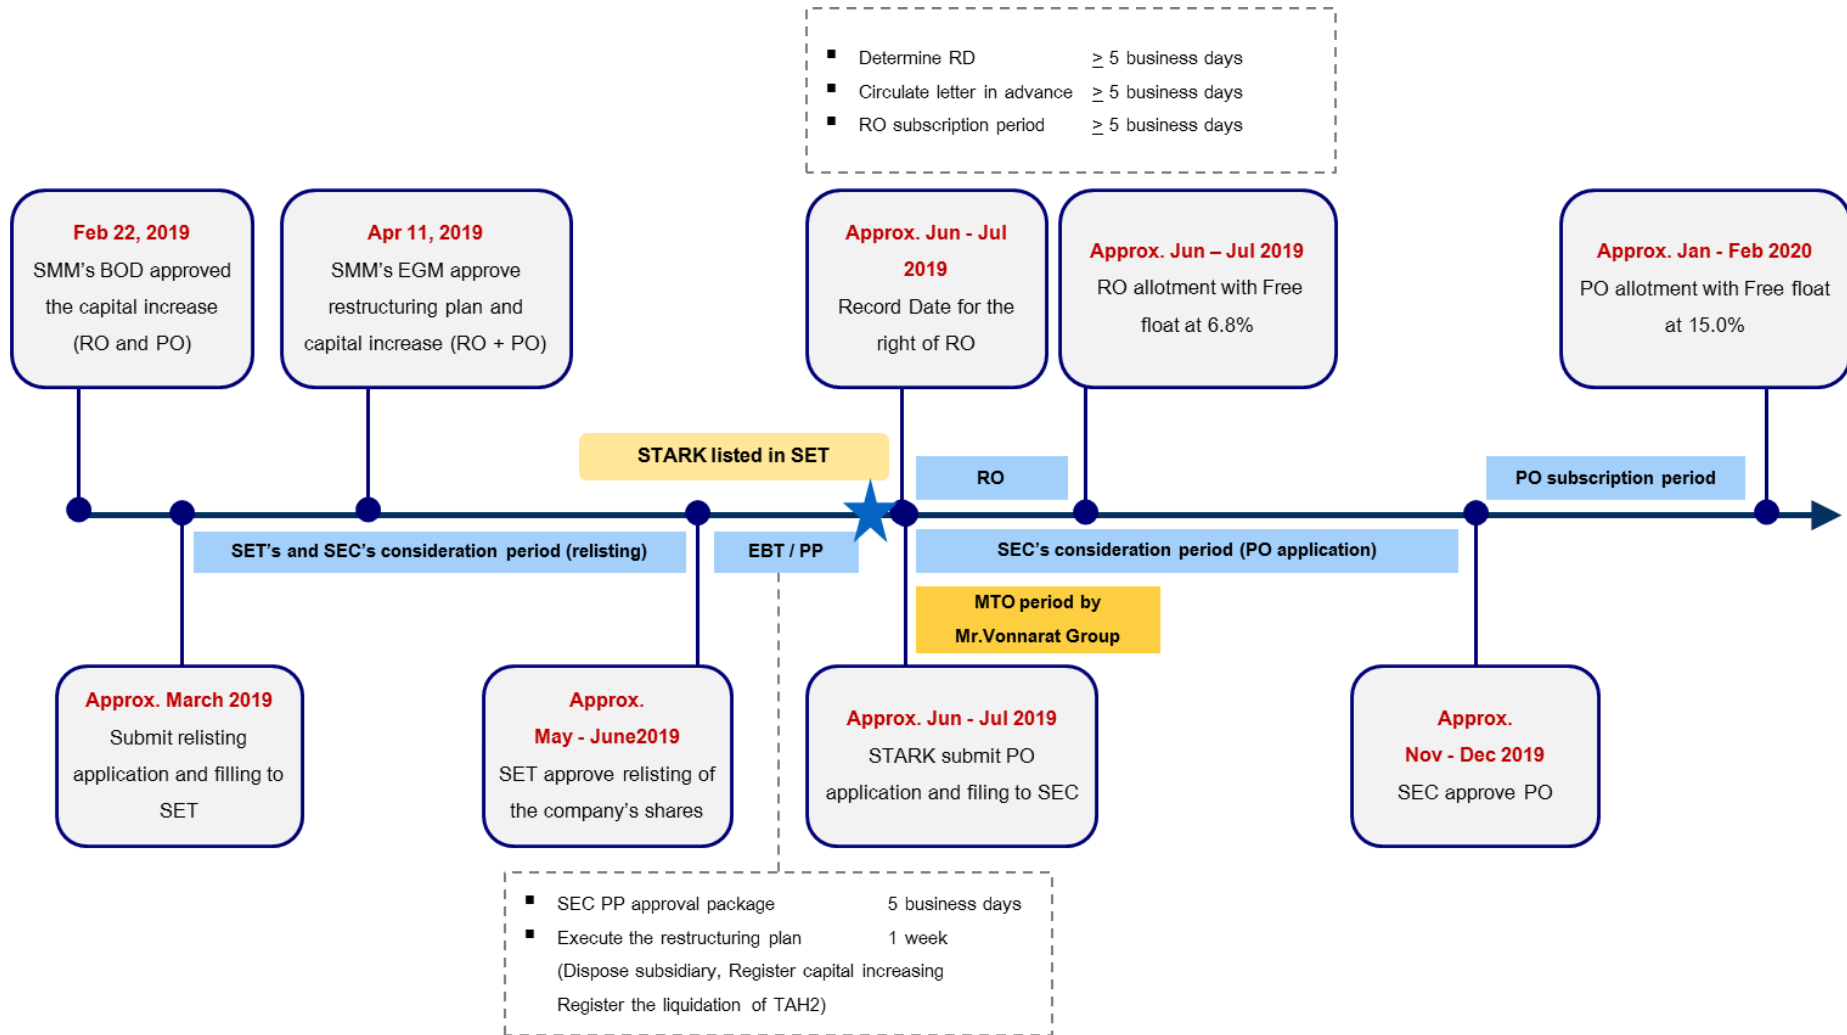 ▪ Determine RD ≥ 5 business days
▪ Circulate letter in advance ≥ 5 business days
▪ RO subscription period ≥ 5 business days
Feb 22, 2019
SMM's BOD approved
the capital increase
(RO and PO)
Apr 11, 2019
SMM's EGM approve
restructuring plan and
capital increase (RO + PO)
Approx. Jun - Jul
2019
Record Date for the
right of RO
Approx. Jun – Jul 2019
RO allotment with Free
float at 6.8%
Approx. Jan - Feb 2020
PO allotment with Free float
at 15.0%
STARK listed in SET
RO
PO subscription period
SET's and SEC's consideration period (relisting)
EBT / PP
SEC's consideration period (PO application)
MTO period by
Mr.Vonnarat Group
Approx. March 2019
Submit relisting
application and filling to
SET
Approx.
May - June2019
SET approve relisting of
the company's shares
Approx. Jun - Jul 2019
STARK submit PO
application and filing to SEC
Approx.
Nov - Dec 2019
SEC approve PO
▪ SEC PP approval package 5 business days
▪ Execute the restructuring plan 1 week
(Dispose subsidiary, Register capital increasing
Register the liquidation of TAH2)